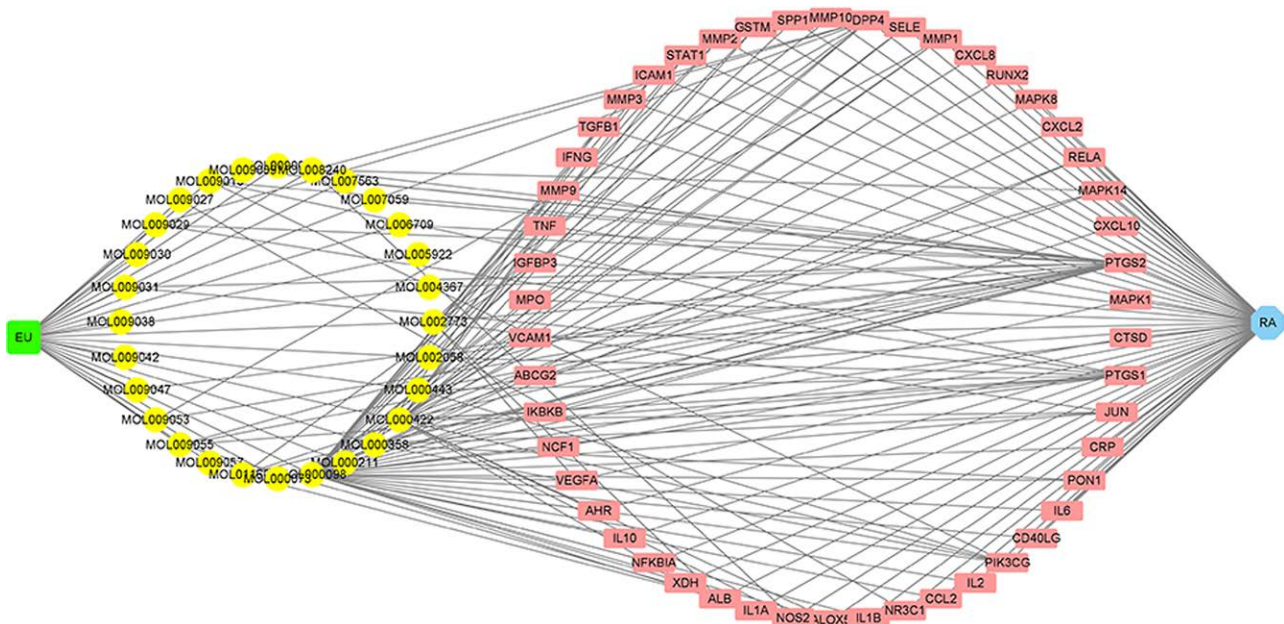 EU
MOL008240
MOL007563
MOL007059
MOL006709
MOL005922
MOL004367
MOL002773
MOL002058
MOL000443
MOL000422
MOL000358
MOL000211
MOL009057
MOL009055
MOL009053
MOL009047
MOL009042
MOL009038
MOL009031
MOL009030
MOL009029
MOL009027
MMP10
DPP4
SELE
MMP1
CXCL8
RUNX2
MAPK8
CXCL2
RELA
MAPK14
CXCL10
PTGS2
MAPK1
CTSD
PTGS1
JUN
CRP
PON1
IL6
CD40LG
PIK3CG
IL2
CCL2
NR3C1
IL1B
NOS2
IL1A
ALB
XDH
NFKBIA
IL10
AHR
VEGFA
NCF1
IKBKB
ABCG2
VCAM1
MPO
IGFBP3
TNF
MMP9
IFNG
TGFB1
MMP3
ICAM1
STAT1
MMP2
GSTM
SPP1
RA